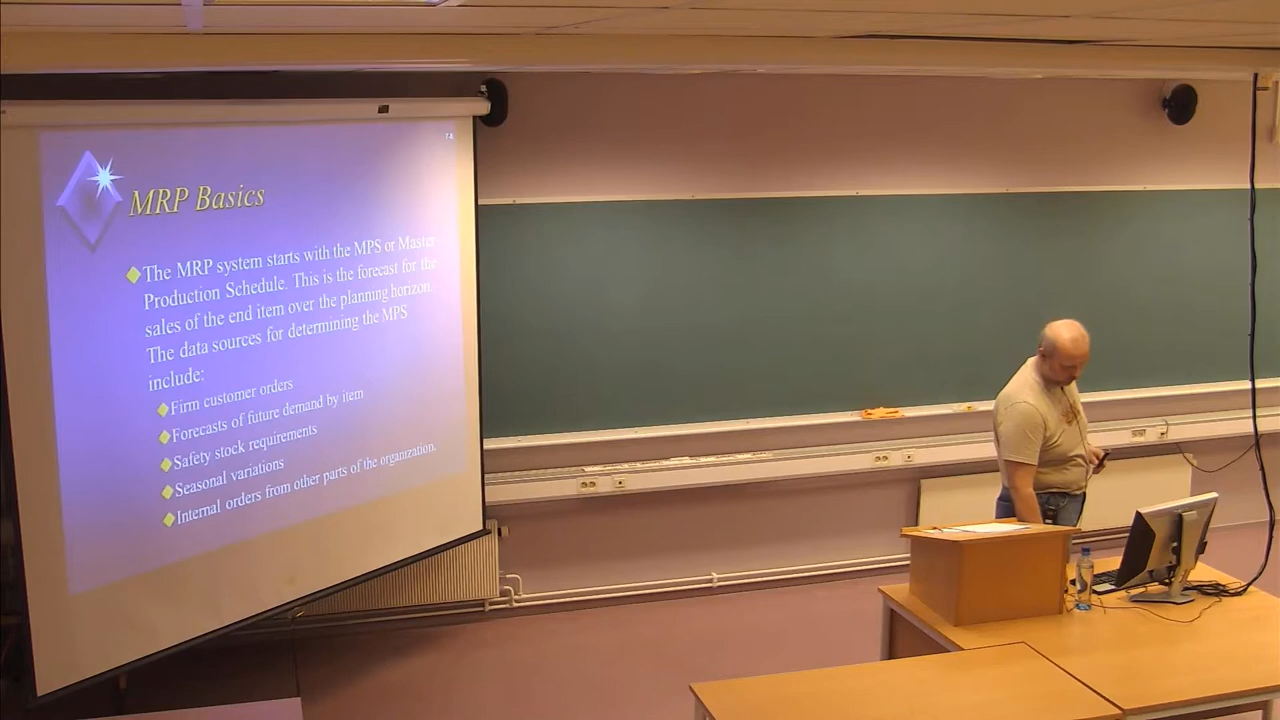 MRP Basics
The MRP system starts with the MPS or Master
Production Schedule. This is the forecast for the
sales of the end item over the planning horizon.
The data sources for determining the MPS
include:
Firm customer orders
Forecasts of future demand by item
Safety stock requirements
Seasonal variations
Internal orders from other parts of the organization.